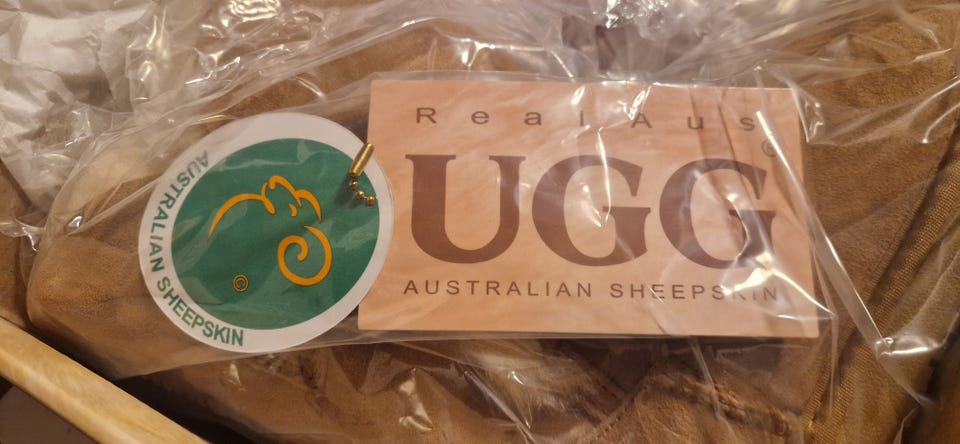 AUSTRALIAN SHEEPSKIN
©
Real Aus
UGG®
AUSTRALIAN SHEEPSKIN